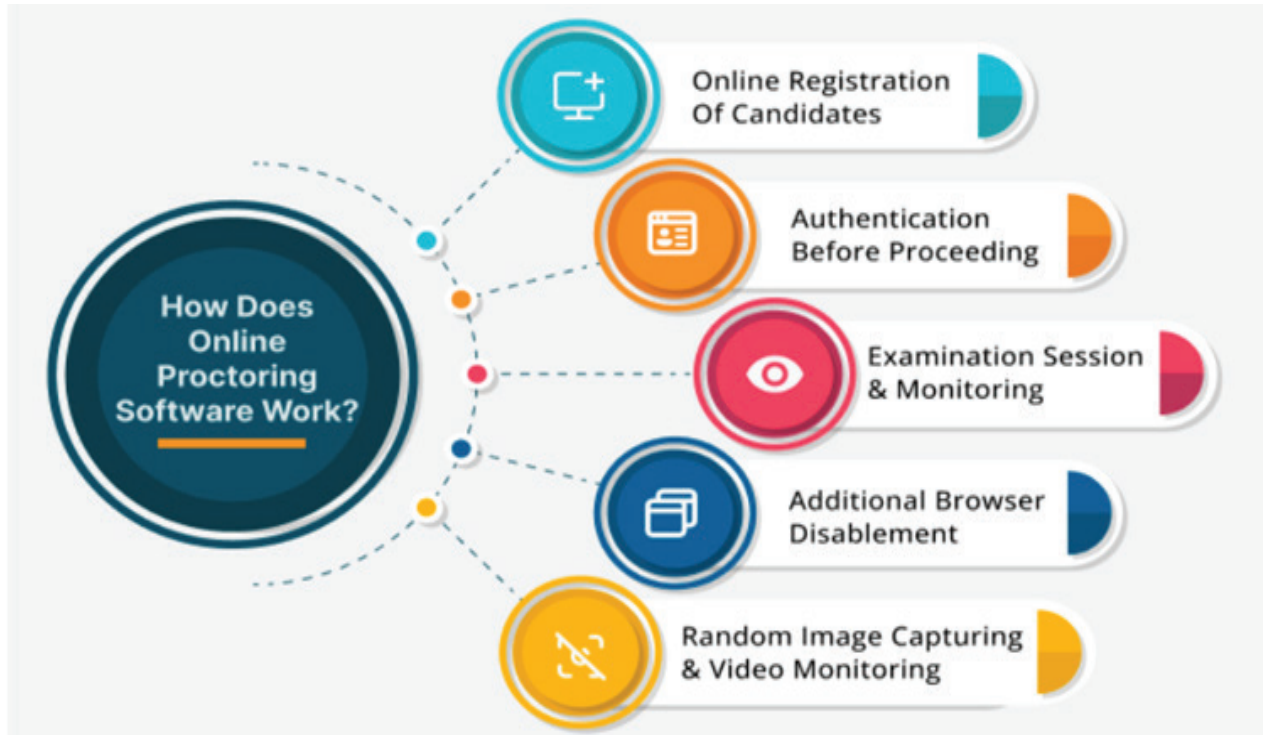 How Does
Online
Proctoring
Software Work?
Online Registration
Of Candidates
Authentication
Before Proceeding
Examination Session
& Monitoring
Additional Browser
Disablement
Random Image Capturing
& Video Monitoring